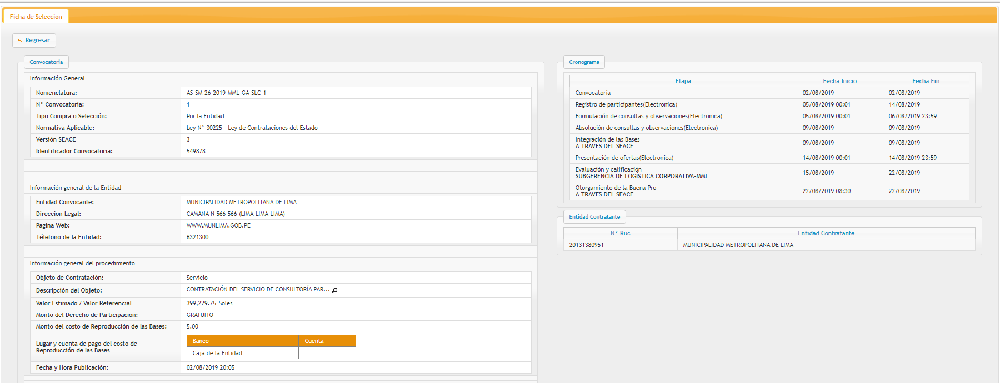 Ficha de Seleccion
Regresar
Convocatoria
Información General
Nomenclatura: AS-SM-26-2019-MML-GA-SLC-1
N° Convocatoria: 1
Tipo Compra o Selección: Por la Entidad
Normativa Aplicable: Ley N° 30225 - Ley de Contrataciones del Estado
Versión SEACE 3
Identificador Convocatoria: 549878
Información general de la Entidad
Entidad Convocante: MUNICIPALIDAD METROPOLITANA DE LIMA
Direccion Legal: CAMANA N 566 566 (LIMA-LIMA-LIMA)
Pagina Web: WWW.MUNLIMA.GOB.PE
Télefono de la Entidad: 6321300
Información general del procedimiento
Objeto de Contratación: Servicio
Descripción del Objeto: CONTRATACIÓN DEL SERVICIO DE CONSULTORÍA PAR...
Valor Estimado / Valor Referencial 399,229.75 Soles
Monto del Derecho de Participacion: GRATUITO
Monto del costo de Reproducción de las Bases: 5.00
Lugar y cuenta de pago del costo de
Reproducción de las Bases
Banco Cuenta
Caja de la Entidad
Fecha y Hora Publicación: 02/08/2019 20:05
Cronograma
Etapa Fecha Inicio Fecha Fin
Convocatoria 02/08/2019 02/08/2019
Registro de participantes(Electronica) 05/08/2019 00:01 14/08/2019
Formulación de consultas y observaciones(Electronica) 05/08/2019 00:01 06/08/2019 23:59
Absolución de consultas y observaciones(Electronica) 09/08/2019 09/08/2019
Integración de las Bases
A TRAVES DEL SEACE 09/08/2019 09/08/2019
Presentación de ofertas(Electronica) 14/08/2019 00:01 14/08/2019 23:59
Evaluación y calificación
SUBGERENCIA DE LOGÍSTICA CORPORATIVA-MML 15/08/2019 22/08/2019
Otorgamiento de la Buena Pro
A TRAVES DEL SEACE 22/08/2019 08:30 22/08/2019
Entidad Contratante
N° Ruc Entidad Contratante
20131380951 MUNICIPALIDAD METROPOLITANA DE LIMA